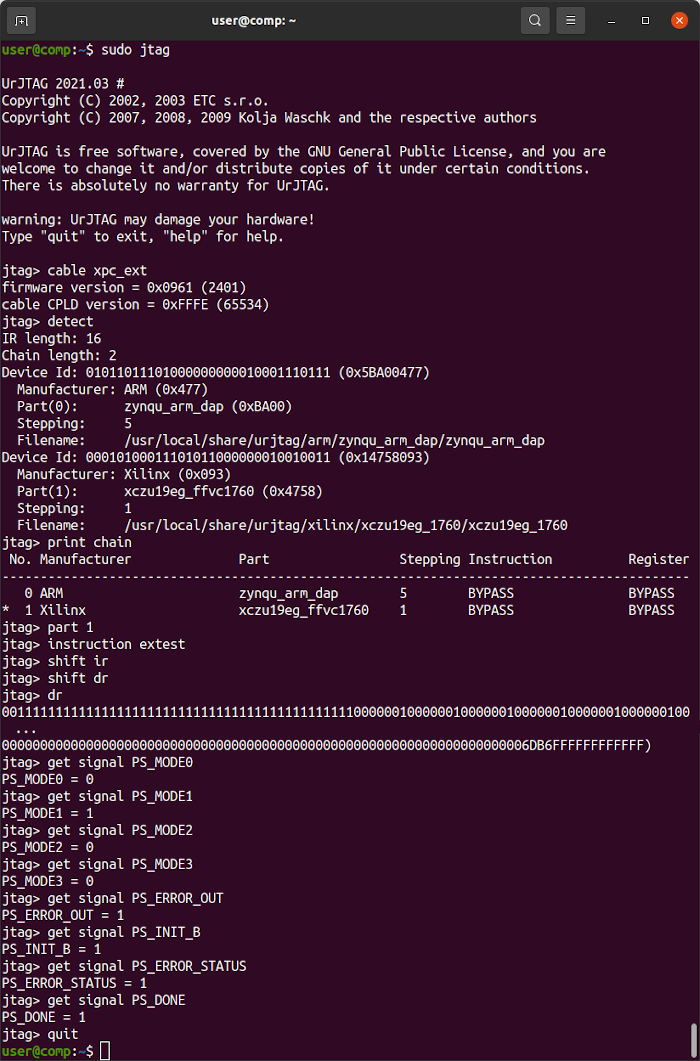 user@comp: ~
user@comp:~$ sudo jtag
UrJTAG 2021.03 #
Copyright (C) 2002, 2003 ETC s.r.o.
Copyright (C) 2007, 2008, 2009 Kolja Waschk and the respective authors
UrJTAG is free software, covered by the GNU General Public License, and you are
welcome to change it and/or distribute copies of it under certain conditions.
There is absolutely no warranty for UrJTAG.
warning: UrJTAG may damage your hardware!
Type "quit" to exit, "help" for help.
jtag> cable xpc_ext
firmware version = 0x0961 (2401)
cable CPLD version = 0xFFFE (65534)
jtag> detect
IR length: 16
Chain length: 2
Device Id: 01011011101000000000010001110111 (0x5BA00477)
  Manufacturer: ARM (0x477)
  Part(0):      zynqu_arm_dap (0xBA00)
  Stepping:     5
  Filename:     /usr/local/share/urjtag/arm/zynqu_arm_dap/zynqu_arm_dap
Device Id: 00010100011101011000000010010011 (0x14758093)
  Manufacturer: Xilinx (0x093)
  Part(1):      xczu19eg_ffvc1760 (0x4758)
  Stepping:     1
  Filename:     /usr/local/share/urjtag/xilinx/xczu19eg_1760/xczu19eg_1760
jtag> print chain
 No. Manufacturer              Part                 Stepping Instruction          Register
------------------------------------------------------------------------------------------
   0 ARM                       zynqu_arm_dap        5        BYPASS               BYPASS
*  1 Xilinx                    xczu19eg_ffvc1760    1        BYPASS               BYPASS
jtag> part 1
jtag> instruction extest
jtag> shift ir
jtag> shift dr
jtag> dr
001111111111111111111111111111111111111111111110000001000000100000010000001000000100000010
...
000000000000000000000000000000000000000000000000000000000000000000006DB6FFFFFFFFFFFF)
jtag> get signal PS_MODE0
PS_MODE0 = 0
jtag> get signal PS_MODE1
PS_MODE1 = 1
jtag> get signal PS_MODE2
PS_MODE2 = 0
jtag> get signal PS_MODE3
PS_MODE3 = 0
jtag> get signal PS_ERROR_OUT
PS_ERROR_OUT = 1
jtag> get signal PS_INIT_B
PS_INIT_B = 1
jtag> get signal PS_ERROR_STATUS
PS_ERROR_STATUS = 1
jtag> get signal PS_DONE
PS_DONE = 1
jtag> quit
user@comp:~$